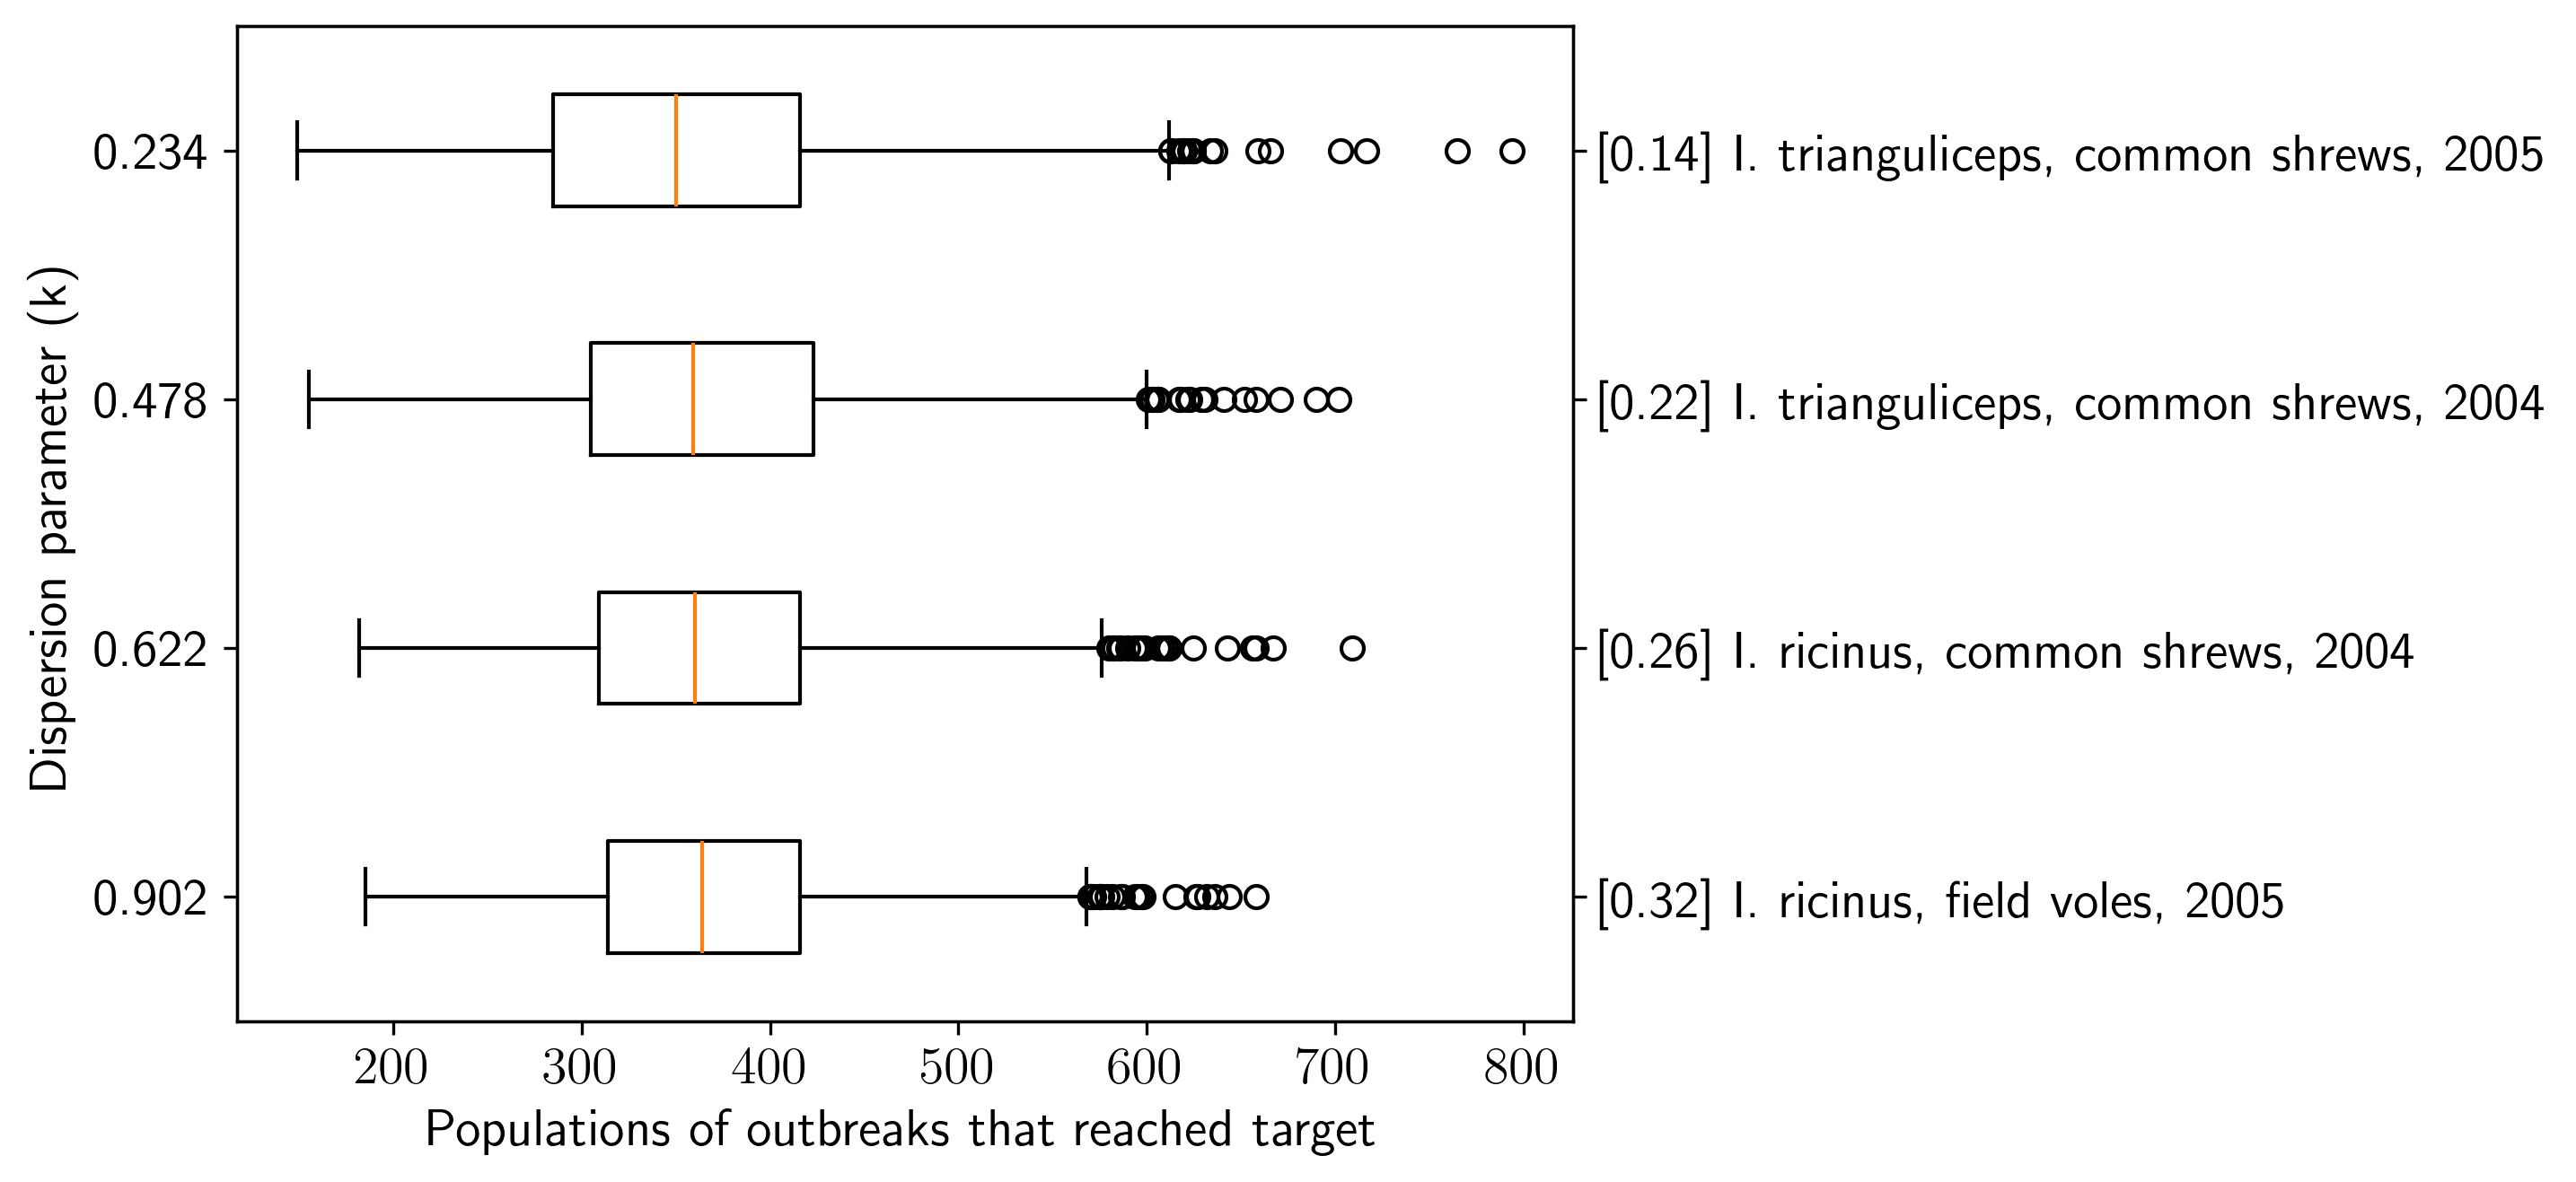 Dispersion parameter (k)
0.234
[0.14] I. trianguliceps, common shrews, 2005
0.478
[0.22] I. trianguliceps, common shrews, 2004
0.622
[0.26] I. ricinus, common shrews, 2004
0.902
[0.32] I. ricinus, field voles, 2005
200 300 400 500 600 700 800
Populations of outbreaks that reached target